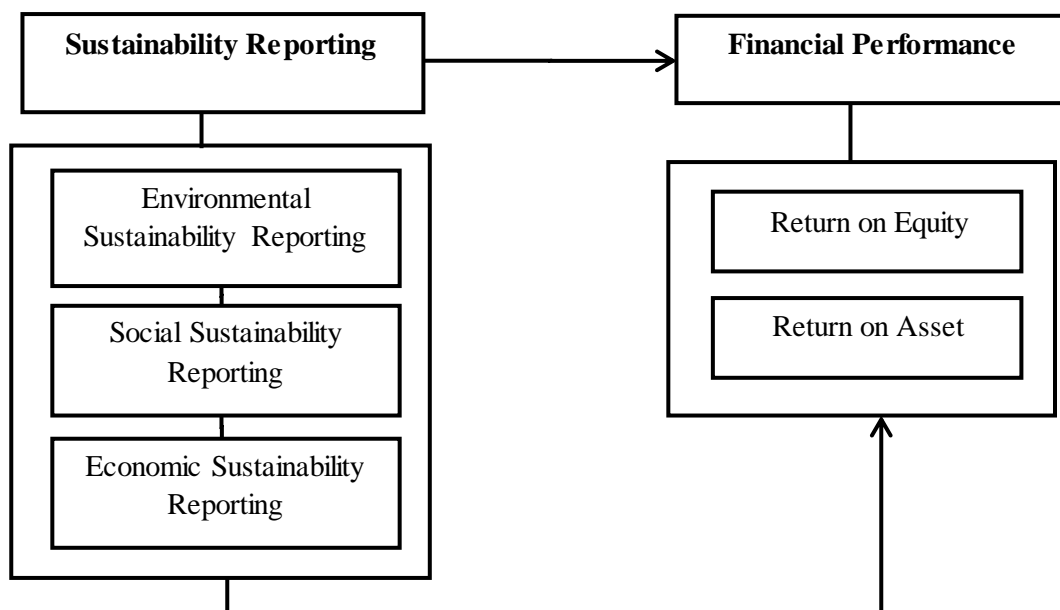 Sustainability Reporting
Financial Performance
Environmental
Sustainability Reporting
Social Sustainability
Reporting
Economic Sustainability
Reporting
Return on Equity
Return on Asset